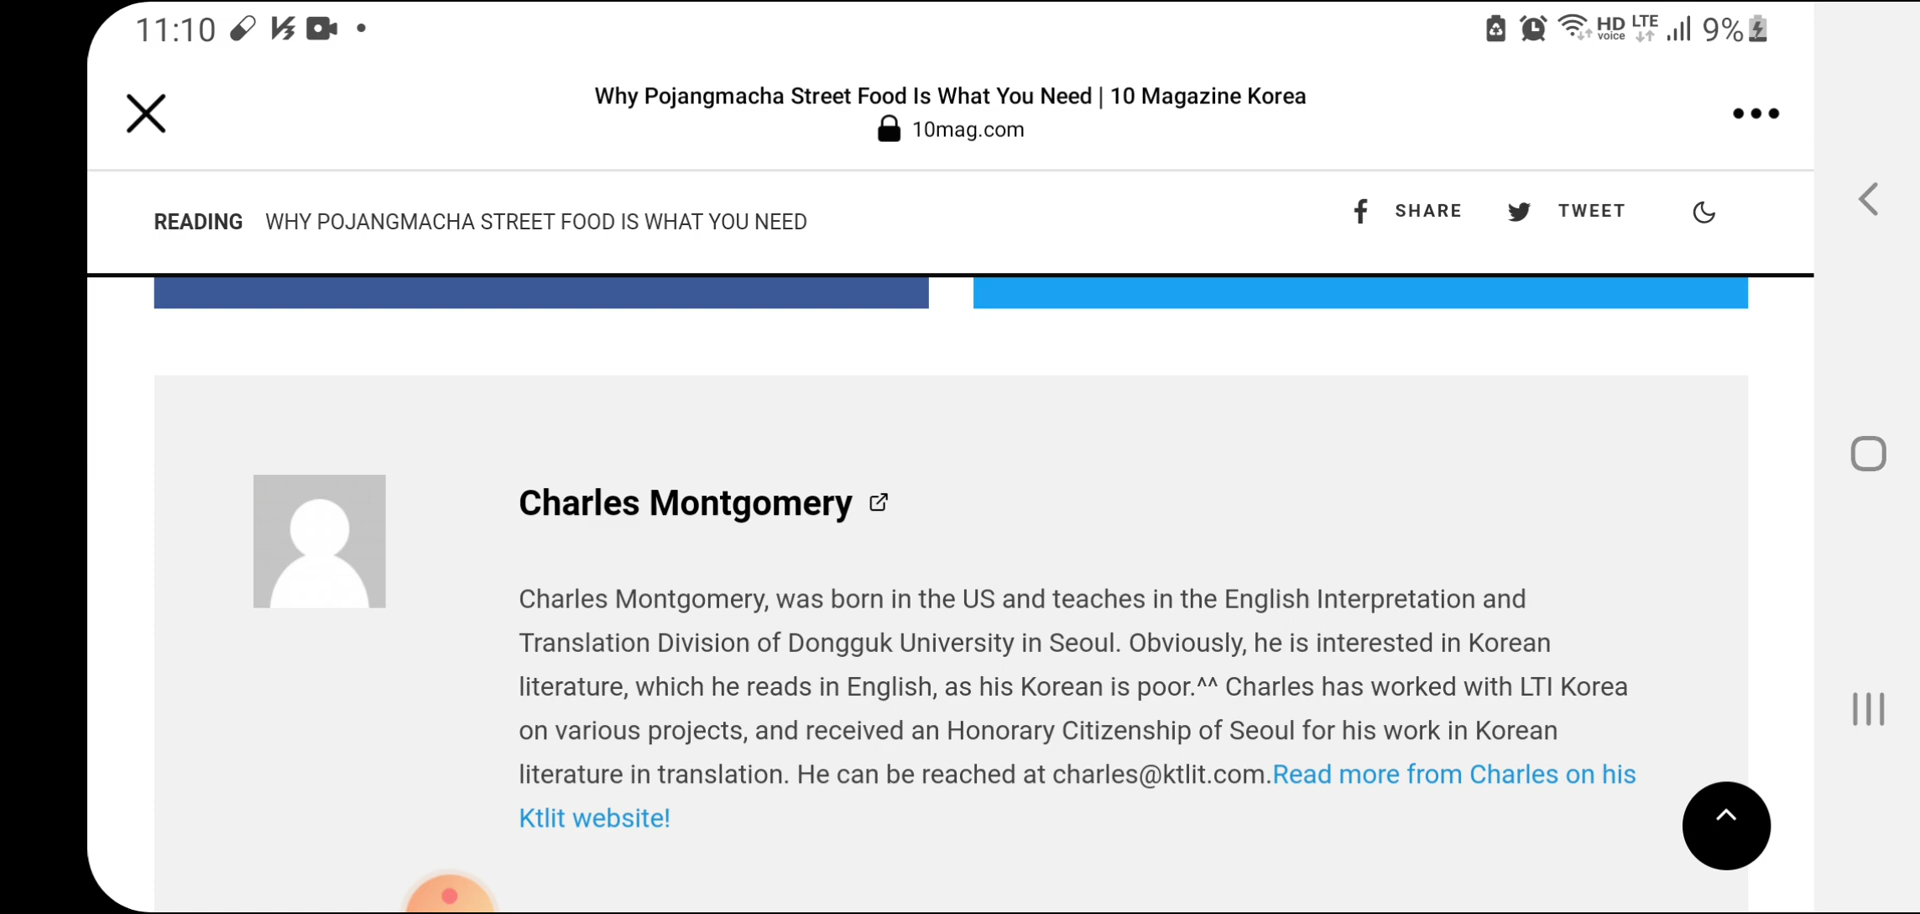 11:10 HD voice LTE 9%
Why Pojangmacha Street Food Is What You Need | 10 Magazine Korea
10mag.com
READING WHY POJANGMACHA STREET FOOD IS WHAT YOU NEED SHARE TWEET
Charles Montgomery
Charles Montgomery, was born in the US and teaches in the English Interpretation and
Translation Division of Dongguk University in Seoul. Obviously, he is interested in Korean
literature, which he reads in English, as his Korean is poor.^^ Charles has worked with LTI Korea
on various projects, and received an Honorary Citizenship of Seoul for his work in Korean
literature in translation. He can be reached at charles@ktlit.com.Read more from Charles on his
Ktlit website!